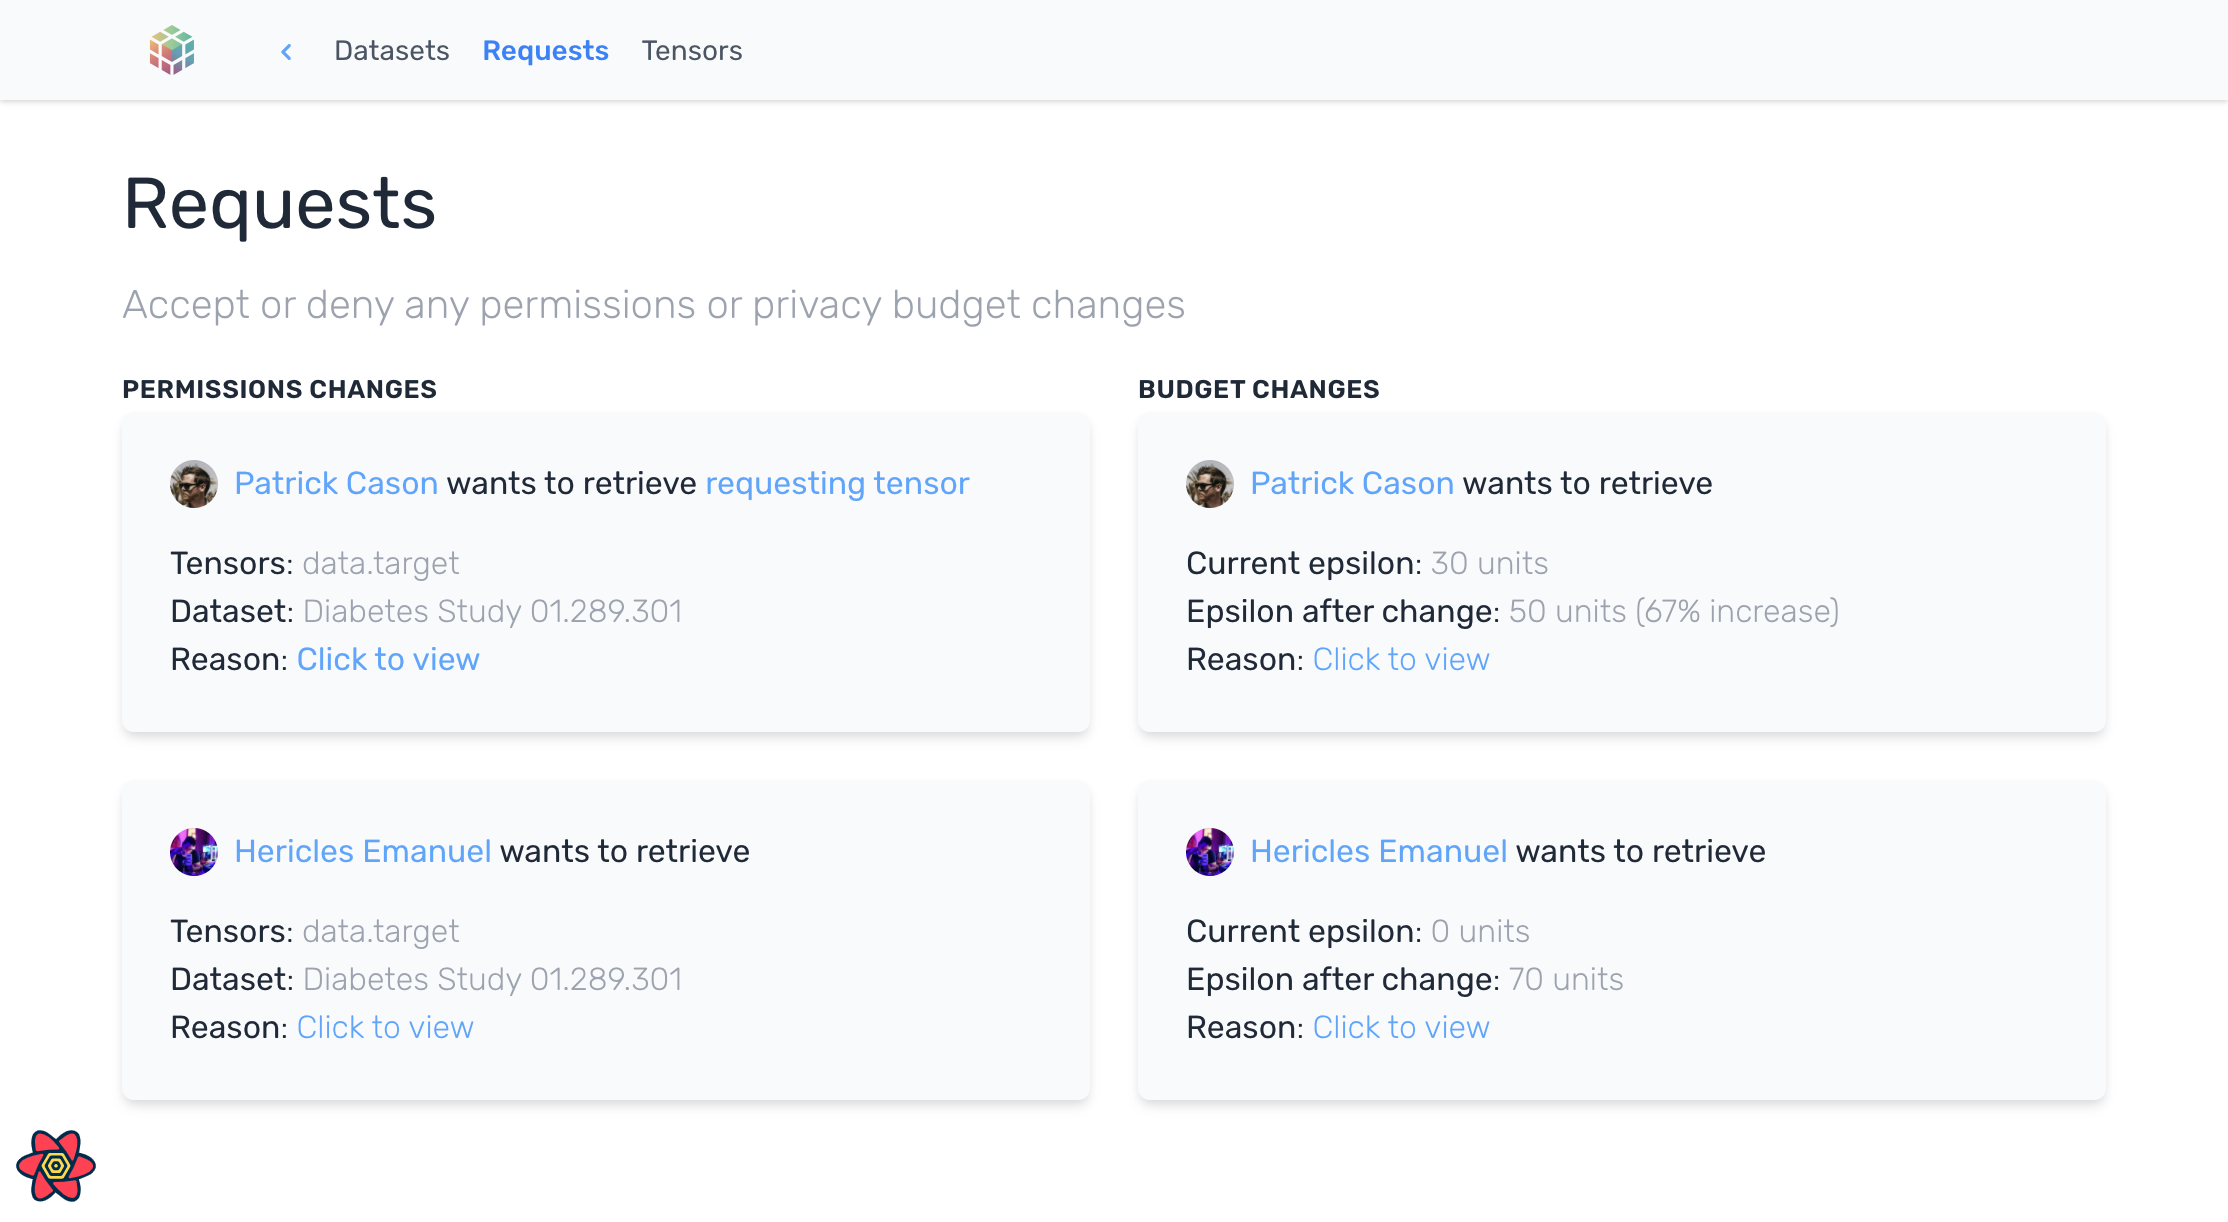 Datasets Requests Tensors
Requests
Accept or deny any permissions or privacy budget changes
PERMISSIONS CHANGES
Patrick Cason wants to retrieve requesting tensor
Tensors: data.target
Dataset: Diabetes Study 01.289.301
Reason: Click to view
Hericles Emanuel wants to retrieve
Tensors: data.target
Dataset: Diabetes Study 01.289.301
Reason: Click to view
BUDGET CHANGES
Patrick Cason wants to retrieve
Current epsilon: 30 units
Epsilon after change: 50 units (67% increase)
Reason: Click to view
Hericles Emanuel wants to retrieve
Current epsilon: 0 units
Epsilon after change: 70 units
Reason: Click to view